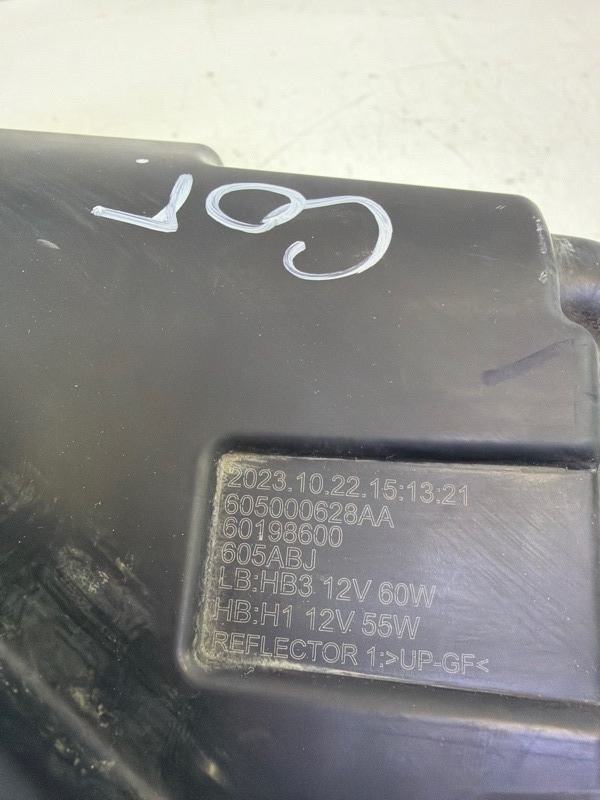 2023.10.22.15:13:21
605000628AA
60198600
605ABJ
LB:HB3 12V 60W
HB:H1 12V 55W
REFLECTOR 1:>UP-GF<